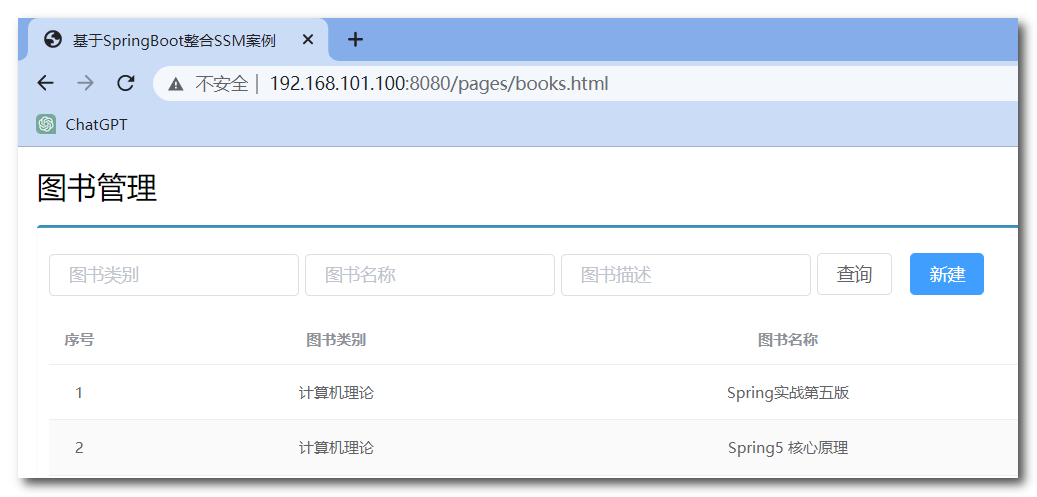 基于SpringBoot整合SSM案例
不安全 | 192.168.101.100:8080/pages/books.html
ChatGPT
图书管理
图书类别 图书名称 图书描述 查询 新建
序号 图书类别 图书名称
1 计算机理论 Spring实战第五版
2 计算机理论 Spring5 核心原理